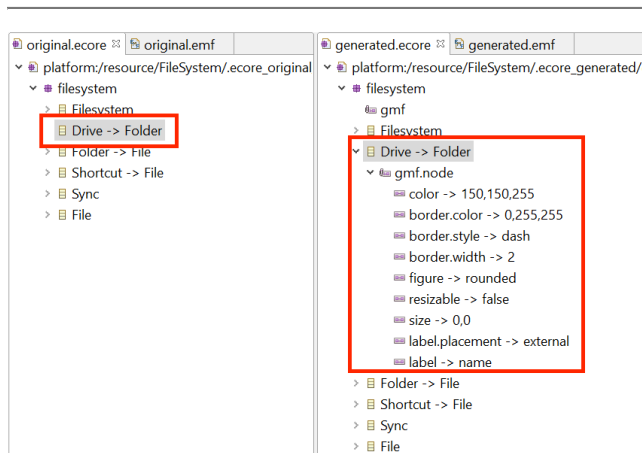 original.ecore
original.emf
platform:/resource/FileSystem/.ecore_original
filesystem
Filesystem
Drive -> Folder
Folder -> File
Shortcut -> File
Sync
File
generated.ecore
generated.emf
platform:/resource/FileSystem/.ecore_generated/
filesystem
gmf
Filesystem
Drive -> Folder
gmf.node
color -> 150,150,255
border.color -> 0,255,255
border.style -> dash
border.width -> 2
figure -> rounded
resizable -> false
size -> 0,0
label.placement -> external
label -> name
Folder -> File
Shortcut -> File
Sync
File